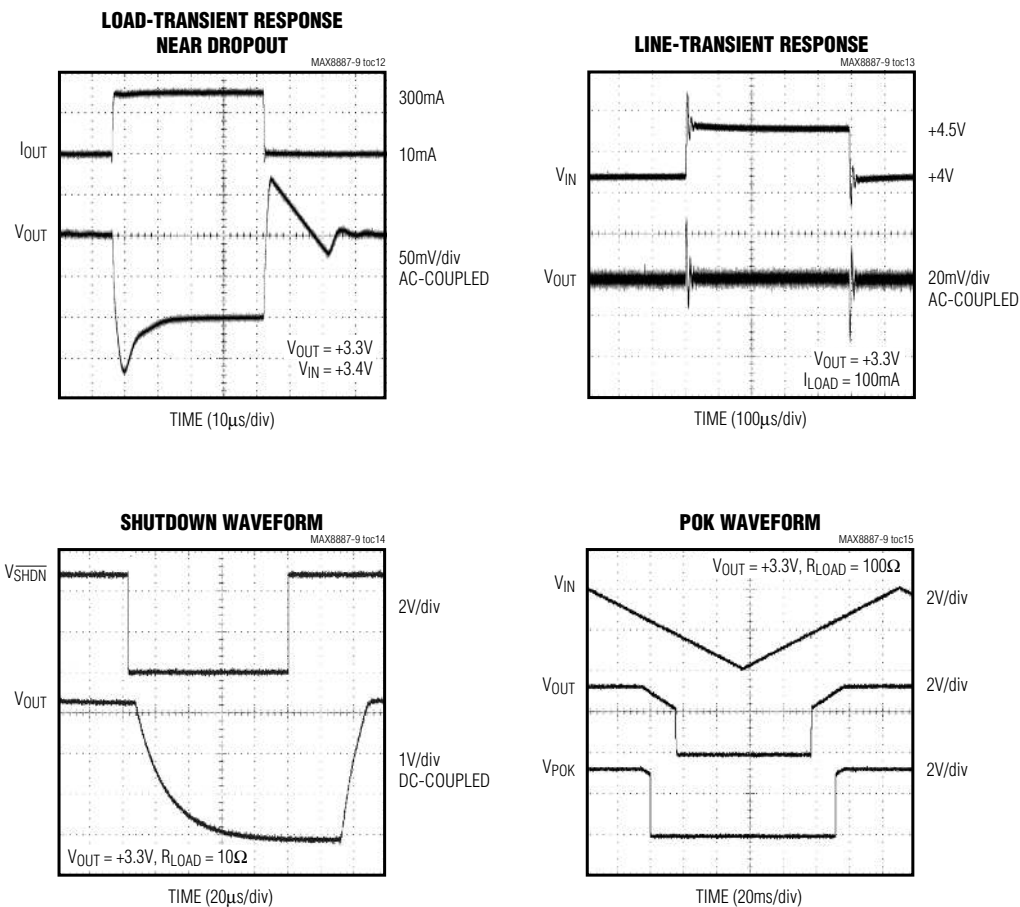 LOAD-TRANSIENT RESPONSE
NEAR DROPOUT
MAX8887-9 toc12
300mA
IOUT
10mA
VOUT
50mV/div
AC-COUPLED
VOUT = +3.3V
VIN = +3.4V
TIME (10μs/div)
LINE-TRANSIENT RESPONSE
MAX8887-9 toc13
+4.5V
VIN
+4V
VOUT
20mV/div
AC-COUPLED
VOUT = +3.3V
ILOAD = 100mA
TIME (100μs/div)
SHUTDOWN WAVEFORM
MAX8887-9 toc14
VSHDN
2V/div
VOUT
1V/div
DC-COUPLED
VOUT = +3.3V, RLOAD = 10Ω
TIME (20μs/div)
POK WAVEFORM
MAX8887-9 toc15
VOUT = +3.3V, RLOAD = 100Ω
VIN
2V/div
VOUT
2V/div
VPOK
2V/div
TIME (20ms/div)